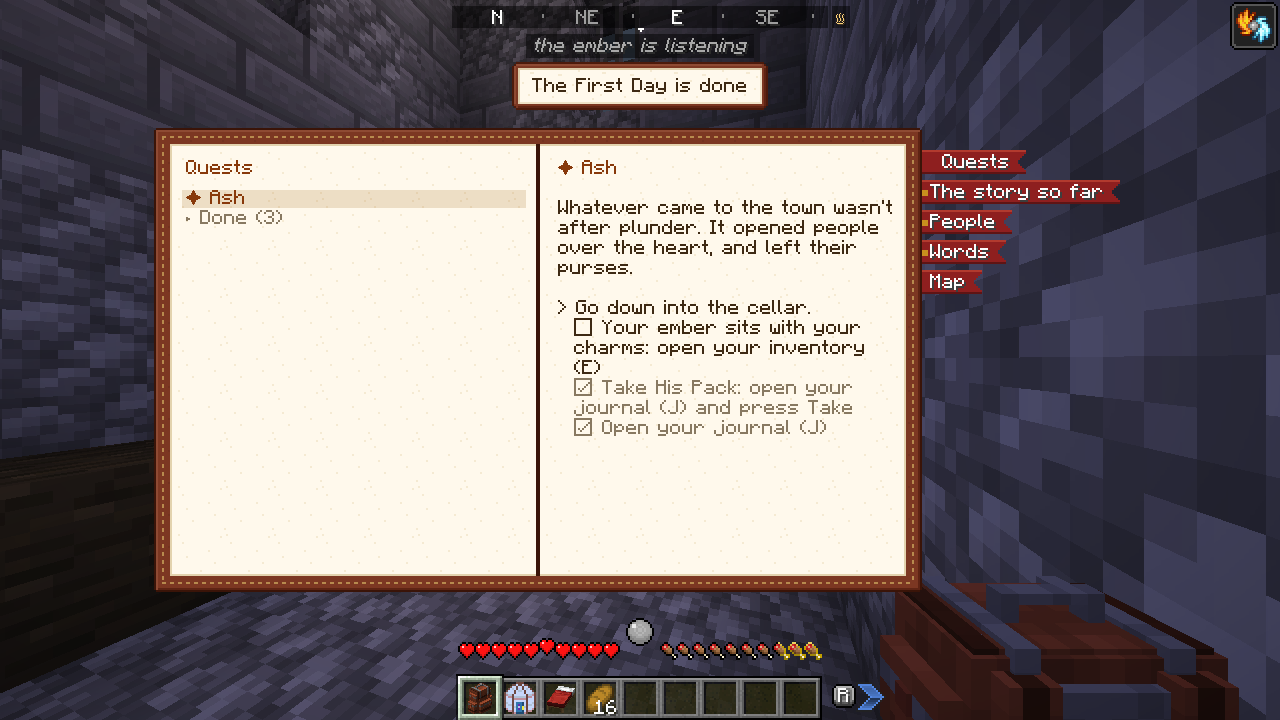 N · NE · E · SE ·
the ember is listening
The First Day is done
Quests
Ash
Done (3)
Ash
Whatever came to the town wasn't
after plunder. It opened people
over the heart, and left their
purses.
> Go down into the cellar.
Your ember sits with your
charms: open your inventory
(E)
Take His Pack: open your
journal (J) and press Take
Open your journal (J)
Quests
The story so far
People
Words
Map
16
R